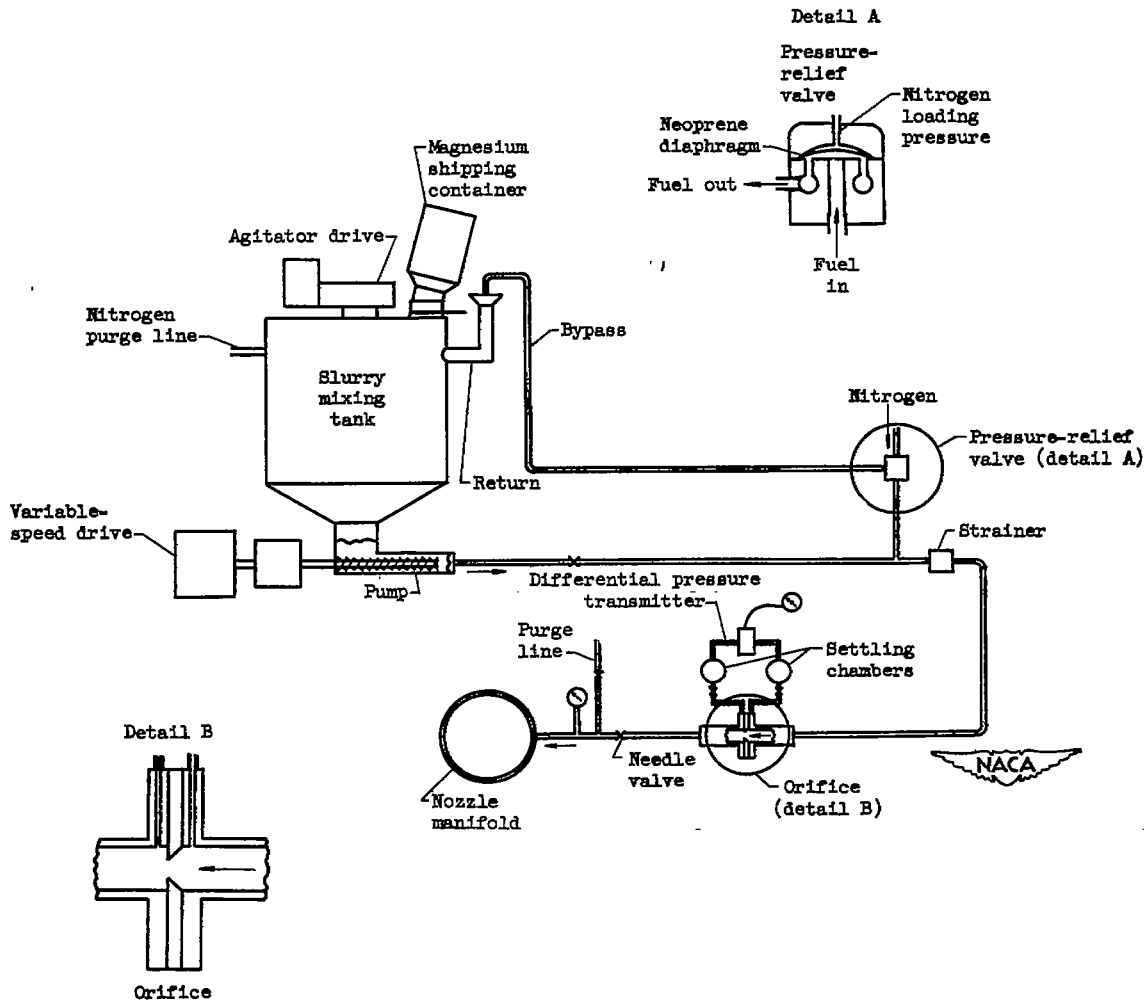 Detail A
Pressure-
relief
valve
Nitrogen
loading
pressure
Neoprene
diaphragm
Fuel out
Fuel
in
Magnesium
shipping
container
Agitator drive
Nitrogen
purge line
Bypass
Slurry
mixing
tank
Nitrogen
Pressure-relief
valve (detail A)
Return
Variable-
speed drive
Strainer
Pump
Differential pressure
transmitter
Purge
line
Settling
chambers
Detail B
Needle
valve
NACA
Nozzle
manifold
Orifice
(detail B)
Orifice